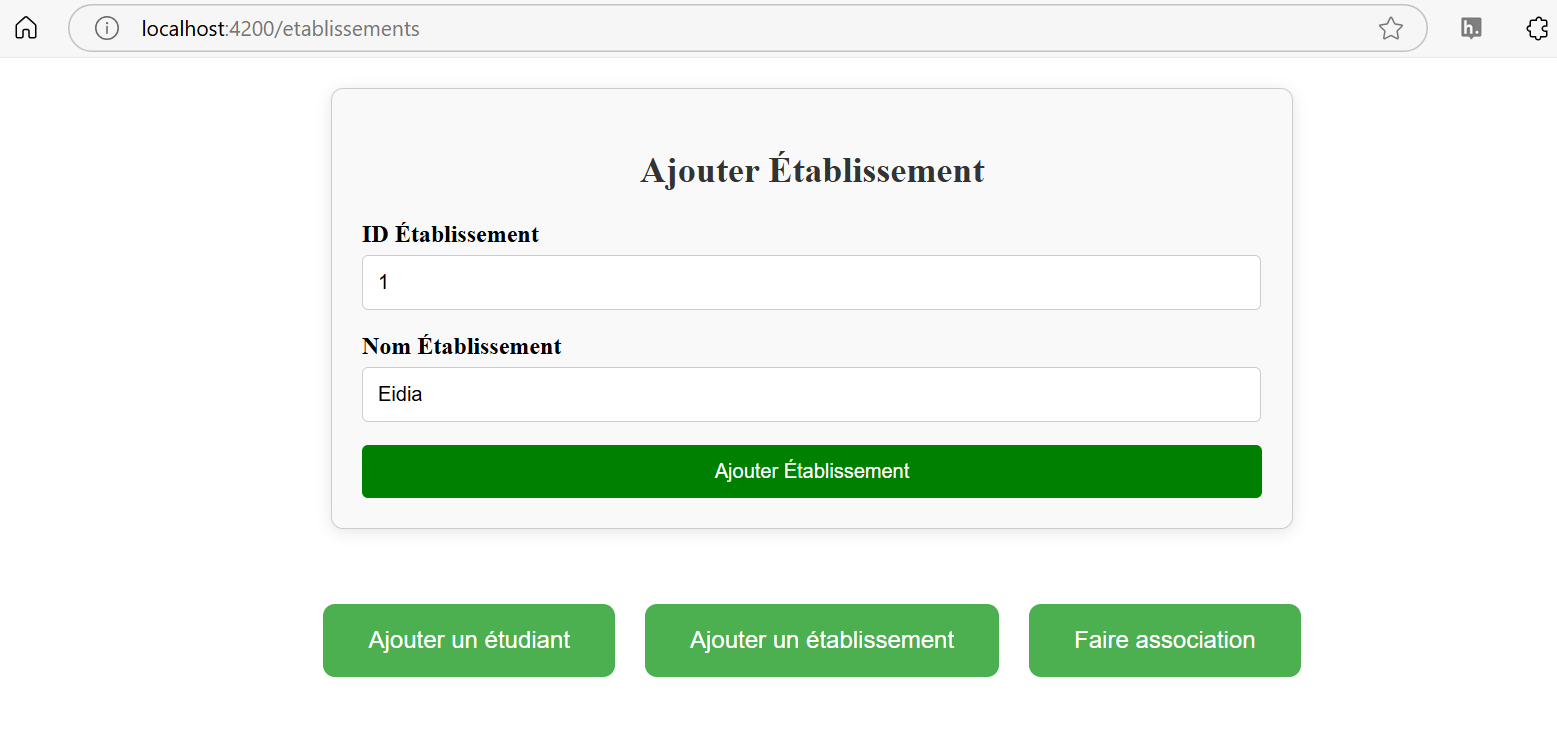 localhost:4200/etablissements
h.
Ajouter Établissement
ID Établissement
1
Nom Établissement
Eidia
Ajouter Établissement
Ajouter un étudiant
Ajouter un établissement
Faire association